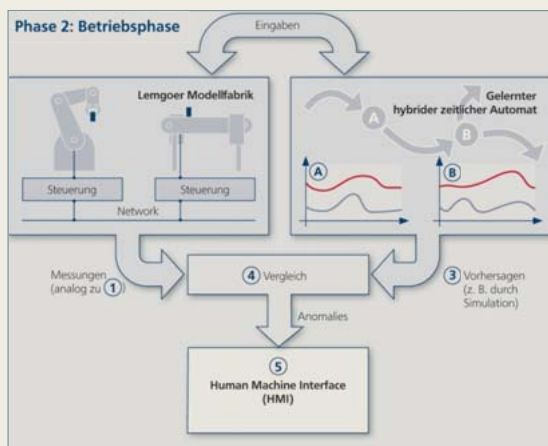 Phase 2: Betriebsphase
Eingaben
Lemgoer Modellfabrik
Steuerung
Steuerung
Network
Gelernter
hybrider zeitlicher Automat
A
B
A
B
Messungen
(analog zu 1)
4 Vergleich
3 Vorhersagen
(z. B. durch
Simulation)
Anomalies
5
Human Machine Interface
(HMI)